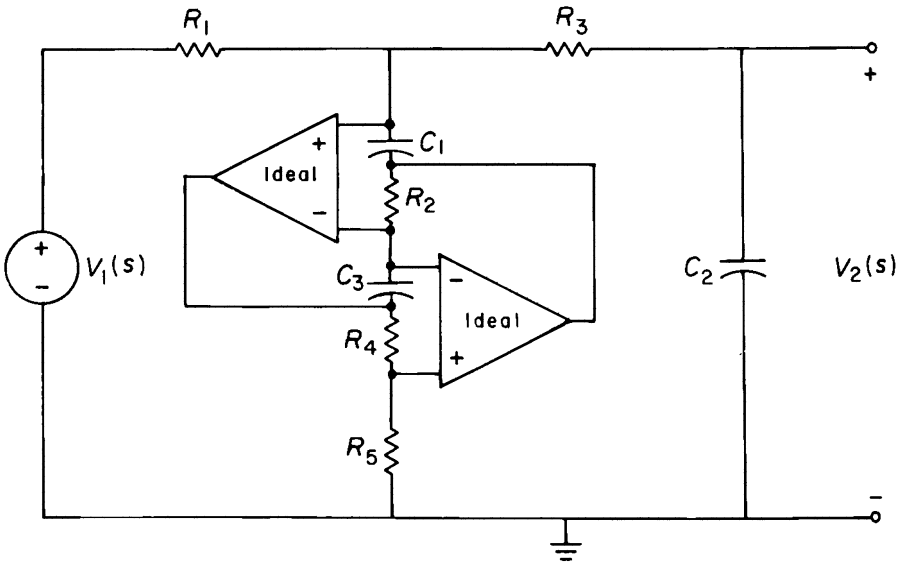 R₁
R₃
+
+
C₁
Ideal
−
R₂
+
−
V₁(s)
C₃
−
Ideal
+
R₄
C₂
V₂(s)
R₅
−